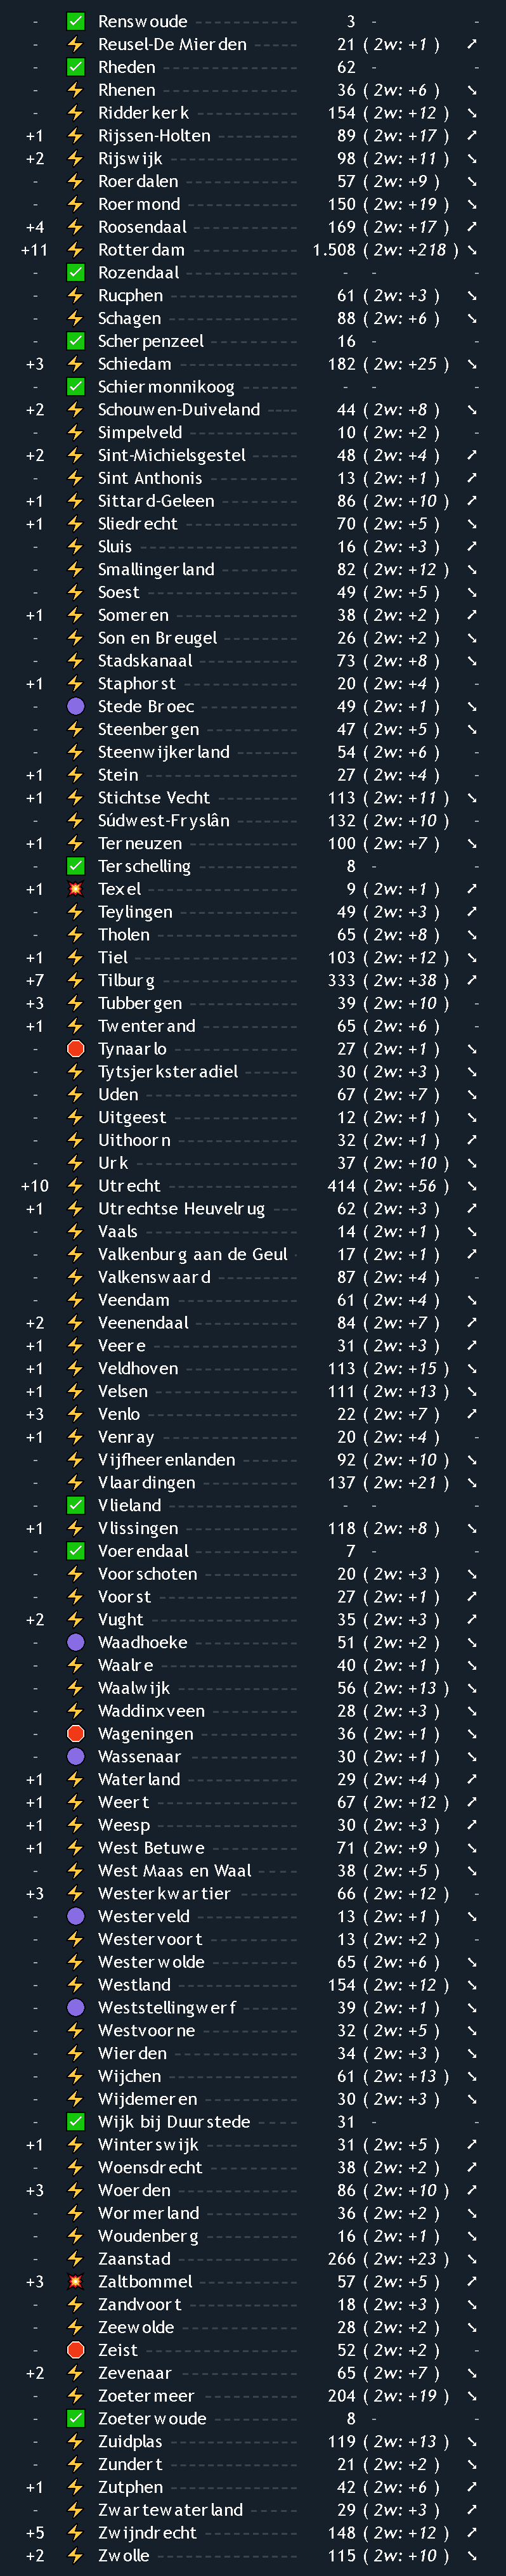 - ✅ Renswoude 3 - -
- ⚡ Reusel-De Mierden 21 ( 2w: +1 ) ➚
- ✅ Rheden 62 - -
- ⚡ Rhenen 36 ( 2w: +6 ) ➘
- ⚡ Ridderkerk 154 ( 2w: +12 ) ➘
+1 ⚡ Rijssen-Holten 89 ( 2w: +17 ) ➚
+2 ⚡ Rijswijk 98 ( 2w: +11 ) ➘
- ⚡ Roerdalen 57 ( 2w: +9 ) ➘
- ⚡ Roermond 150 ( 2w: +19 ) ➘
+4 ⚡ Roosendaal 169 ( 2w: +17 ) ➚
+11 ⚡ Rotterdam 1.508 ( 2w: +218 ) ➘
- ✅ Rozendaal - - -
- ⚡ Rucphen 61 ( 2w: +3 ) ➘
- ⚡ Schagen 88 ( 2w: +6 ) ➘
- ✅ Scherpenzeel 16 - -
+3 ⚡ Schiedam 182 ( 2w: +25 ) ➘
- ✅ Schiermonnikoog - - -
+2 ⚡ Schouwen-Duiveland 44 ( 2w: +8 ) ➘
- ⚡ Simpelveld 10 ( 2w: +2 ) -
+2 ⚡ Sint-Michielsgestel 48 ( 2w: +4 ) ➚
- ⚡ Sint Anthonis 13 ( 2w: +1 ) ➚
+1 ⚡ Sittard-Geleen 86 ( 2w: +10 ) ➚
+1 ⚡ Sliedrecht 70 ( 2w: +5 ) ➘
- ⚡ Sluis 16 ( 2w: +3 ) ➚
- ⚡ Smallingerland 82 ( 2w: +12 ) ➘
- ⚡ Soest 49 ( 2w: +5 ) ➘
+1 ⚡ Someren 38 ( 2w: +2 ) ➚
- ⚡ Son en Breugel 26 ( 2w: +2 ) ➘
- ⚡ Stadskanaal 73 ( 2w: +8 ) ➘
+1 ⚡ Staphorst 20 ( 2w: +4 ) -
- 🟣 Stede Broec 49 ( 2w: +1 ) ➘
- ⚡ Steenbergen 47 ( 2w: +5 ) ➘
- ⚡ Steenwijkerland 54 ( 2w: +6 ) -
+1 ⚡ Stein 27 ( 2w: +4 ) -
+1 ⚡ Stichtse Vecht 113 ( 2w: +11 ) ➘
- ⚡ Súdwest-Fryslân 132 ( 2w: +10 ) -
+1 ⚡ Terneuzen 100 ( 2w: +7 ) ➘
- ✅ Terschelling 8 - -
+1 💥 Texel 9 ( 2w: +1 ) ➚
- ⚡ Teylingen 49 ( 2w: +3 ) ➚
- ⚡ Tholen 65 ( 2w: +8 ) ➘
+1 ⚡ Tiel 103 ( 2w: +12 ) ➘
+7 ⚡ Tilburg 333 ( 2w: +38 ) ➚
+3 ⚡ Tubbergen 39 ( 2w: +10 ) -
+1 ⚡ Twenterand 65 ( 2w: +6 ) -
- 🛑 Tynaarlo 27 ( 2w: +1 ) ➘
- ⚡ Tytsjerksteradiel 30 ( 2w: +3 ) ➘
- ⚡ Uden 67 ( 2w: +7 ) ➘
- ⚡ Uitgeest 12 ( 2w: +1 ) ➘
- ⚡ Uithoorn 32 ( 2w: +1 ) ➚
- ⚡ Urk 37 ( 2w: +10 ) ➘
+10 ⚡ Utrecht 414 ( 2w: +56 ) ➘
+1 ⚡ Utrechtse Heuvelrug 62 ( 2w: +3 ) ➚
- ⚡ Vaals 14 ( 2w: +1 ) ➘
- ⚡ Valkenburg aan de Geul 17 ( 2w: +1 ) ➚
- ⚡ Valkenswaard 87 ( 2w: +4 ) -
- ⚡ Veendam 61 ( 2w: +4 ) ➘
+2 ⚡ Veenendaal 84 ( 2w: +7 ) ➚
+1 ⚡ Veere 31 ( 2w: +3 ) ➚
+1 ⚡ Veldhoven 113 ( 2w: +15 ) ➘
+1 ⚡ Velsen 111 ( 2w: +13 ) ➘
+3 ⚡ Venlo 22 ( 2w: +7 ) ➚
+1 ⚡ Venray 20 ( 2w: +4 ) -
- ⚡ Vijfheerenlanden 92 ( 2w: +10 ) ➘
- ⚡ Vlaardingen 137 ( 2w: +21 ) ➘
- ✅ Vlieland - - -
+1 ⚡ Vlissingen 118 ( 2w: +8 ) ➘
- ✅ Voerendaal 7 - -
- ⚡ Voorschoten 20 ( 2w: +3 ) ➘
- ⚡ Voorst 27 ( 2w: +1 ) ➚
+2 ⚡ Vught 35 ( 2w: +3 ) ➚
- 🟣 Waadhoeke 51 ( 2w: +2 ) ➘
- ⚡ Waalre 40 ( 2w: +1 ) ➘
- ⚡ Waalwijk 56 ( 2w: +13 ) ➘
- ⚡ Waddinxveen 28 ( 2w: +3 ) ➘
- 🛑 Wageningen 36 ( 2w: +1 ) ➘
- 🟣 Wassenaar 30 ( 2w: +1 ) ➘
+1 ⚡ Waterland 29 ( 2w: +4 ) ➚
+1 ⚡ Weert 67 ( 2w: +12 ) ➚
+1 ⚡ Weesp 30 ( 2w: +3 ) ➚
+1 ⚡ West Betuwe 71 ( 2w: +9 ) ➘
- ⚡ West Maas en Waal 38 ( 2w: +5 ) ➘
+3 ⚡ Westerkwartier 66 ( 2w: +12 ) -
- 🟣 Westerveld 13 ( 2w: +1 ) ➘
- ⚡ Westervoort 13 ( 2w: +2 ) -
- ⚡ Westerwolde 65 ( 2w: +6 ) ➘
- ⚡ Westland 154 ( 2w: +12 ) ➘
- 🟣 Weststellingwerf 39 ( 2w: +1 ) ➘
- ⚡ Westvoorne 32 ( 2w: +5 ) ➘
- ⚡ Wierden 34 ( 2w: +3 ) ➘
- ⚡ Wijchen 61 ( 2w: +13 ) ➘
- ⚡ Wijdemeren 30 ( 2w: +3 ) ➘
- ✅ Wijk bij Duurstede 31 - -
+1 ⚡ Winterswijk 31 ( 2w: +5 ) ➚
- ⚡ Woensdrecht 38 ( 2w: +2 ) ➚
+3 ⚡ Woerden 86 ( 2w: +10 ) ➚
- ⚡ Wormerland 36 ( 2w: +2 ) ➘
- ⚡ Woudenberg 16 ( 2w: +1 ) ➘
- ⚡ Zaanstad 266 ( 2w: +23 ) ➘
+3 💥 Zaltbommel 57 ( 2w: +5 ) ➚
- ⚡ Zandvoort 18 ( 2w: +3 ) ➘
- ⚡ Zeewolde 28 ( 2w: +2 ) ➘
- 🛑 Zeist 52 ( 2w: +2 ) -
+2 ⚡ Zevenaar 65 ( 2w: +7 ) ➘
- ⚡ Zoetermeer 204 ( 2w: +19 ) ➘
- ✅ Zoeterwoude 8 - -
- ⚡ Zuidplas 119 ( 2w: +13 ) ➘
- ⚡ Zundert 21 ( 2w: +2 ) ➘
+1 ⚡ Zutphen 42 ( 2w: +6 ) ➚
- ⚡ Zwartewaterland 29 ( 2w: +3 ) ➚
+5 ⚡ Zwijndrecht 148 ( 2w: +12 ) ➚
+2 ⚡ Zwolle 115 ( 2w: +10 ) ➘